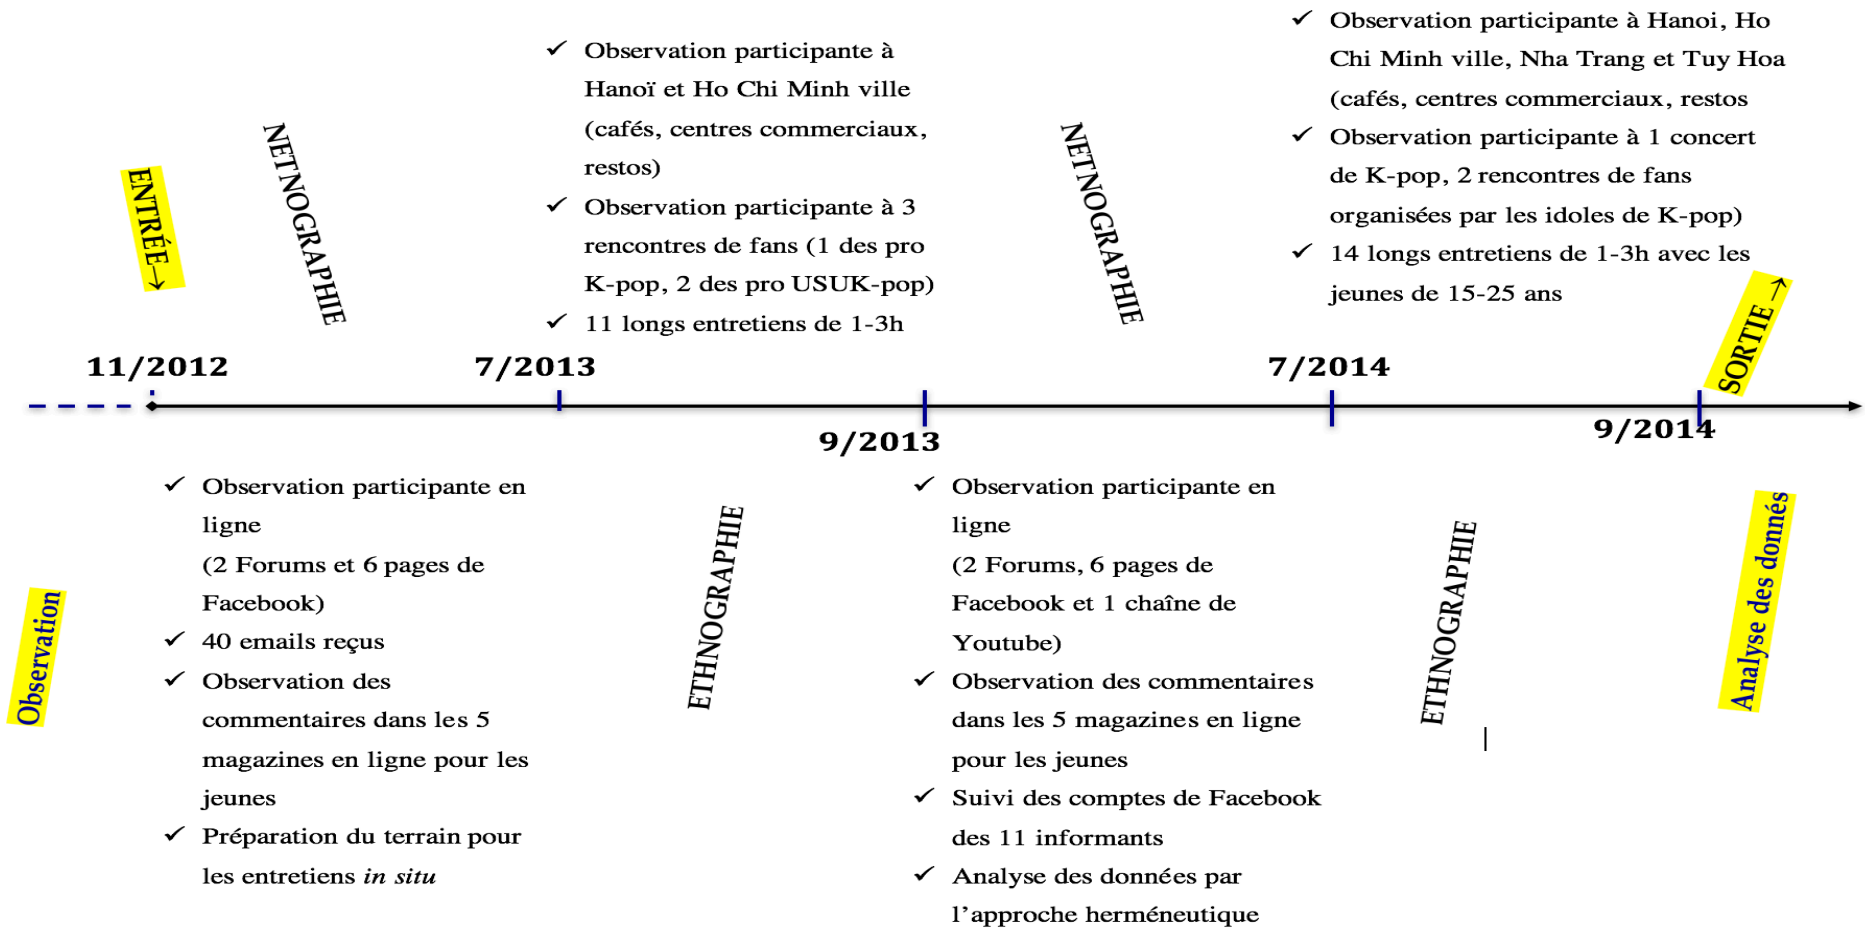 ✓ Observation participante à
Hanoï et Ho Chi Minh ville
(cafés, centres commerciaux,
restos)
✓ Observation participante à 3
rencontres de fans (1 des pro
K-pop, 2 des pro USUK-pop)
✓ 11 longs entretiens de 1-3h
✓ Observation participante à Hanoi, Ho
Chi Minh ville, Nha Trang et Tuy Hoa
(cafés, centres commerciaux, restos
✓ Observation participante à 1 concert
de K-pop, 2 rencontres de fans
organisées par les idoles de K-pop)
✓ 14 longs entretiens de 1-3h avec les
jeunes de 15-25 ans
ENTRÉE→
NETNOGRAPHIE
NETNOGRAPHIE
SORTIE →
11/2012
7/2013
9/2013
7/2014
9/2014
Observation
✓ Observation participante en
ligne
(2 Forums et 6 pages de
Facebook)
✓ 40 emails reçus
✓ Observation des
commentaires dans les 5
magazines en ligne pour les
jeunes
✓ Préparation du terrain pour
les entretiens in situ
ETHNOGRAPHIE
✓ Observation participante en
ligne
(2 Forums, 6 pages de
Facebook et 1 chaîne de
Youtube)
✓ Observation des commentaires
dans les 5 magazines en ligne
pour les jeunes
✓ Suivi des comptes de Facebook
des 11 informants
✓ Analyse des données par
l’approche herméneutique
ETHNOGRAPHIE
Analyse des donnés